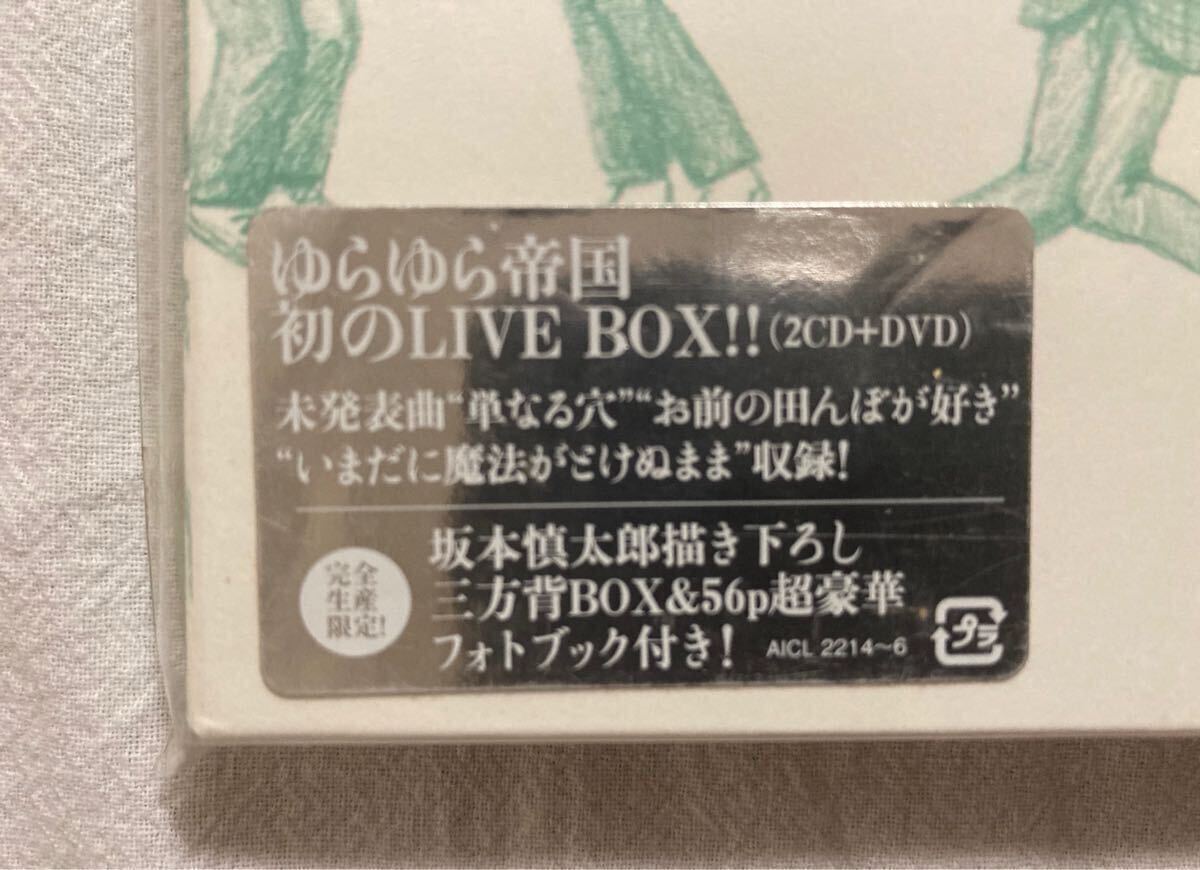 ゆらゆら帝国
初のLIVE BOX!!(2CD+DVD)
未発表曲“単なる穴”“お前の田んぼが好き”
“いまだに魔法がとけぬまま”収録!
完全
生産
限定!
坂本慎太郎描き下ろし
三方背BOX&56p超豪華
フォトブック付き!
AICL 2214〜6
プラ